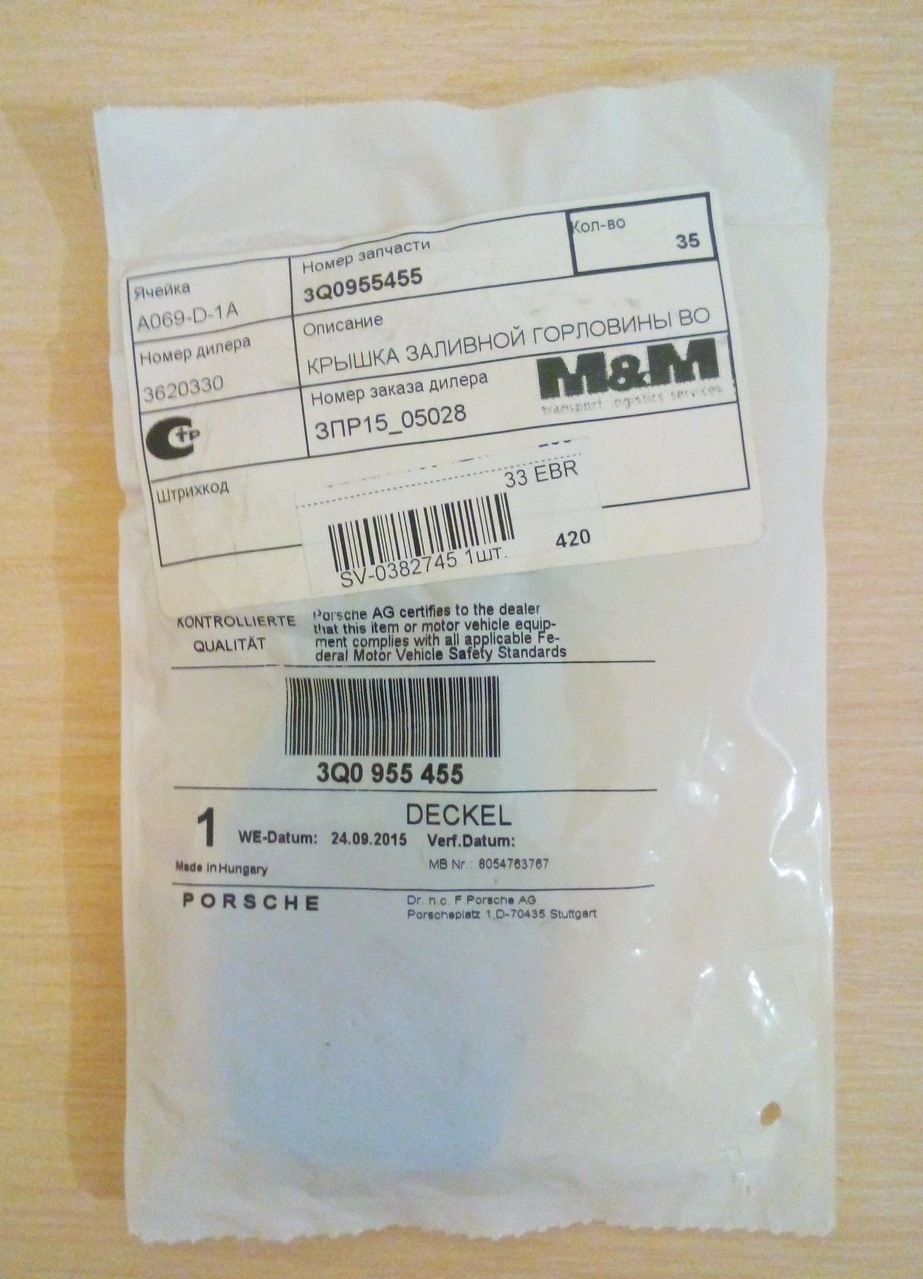 Ячейка
A069-D-1A
Номер запчасти
3Q0955455
Кол-во
35
Номер дилера
3620330
Описание
КРЫШКА ЗАЛИВНОЙ ГОРЛОВИНЫ ВО
Номер заказа дилера
ЗПР15_05028
M&M
transport logistics services
Стр
Штрихкод
33 EBR
SV-0382745 1шт.
420
KONTROLLIERTE
QUALITÄT
Porsche AG certifies to the dealer
that this item or motor vehicle equip-
ment complies with all applicable Fe-
deral Motor Vehicle Safety Standards
3Q0 955 455
DECKEL
1 WE-Datum: 24.09.2015 Verf.Datum:
Made in Hungary
MB Nr.: 8054763767
PORSCHE
Dr. h.c. F.Porsche AG
Porscheplatz 1,D-70435 Stuttgart